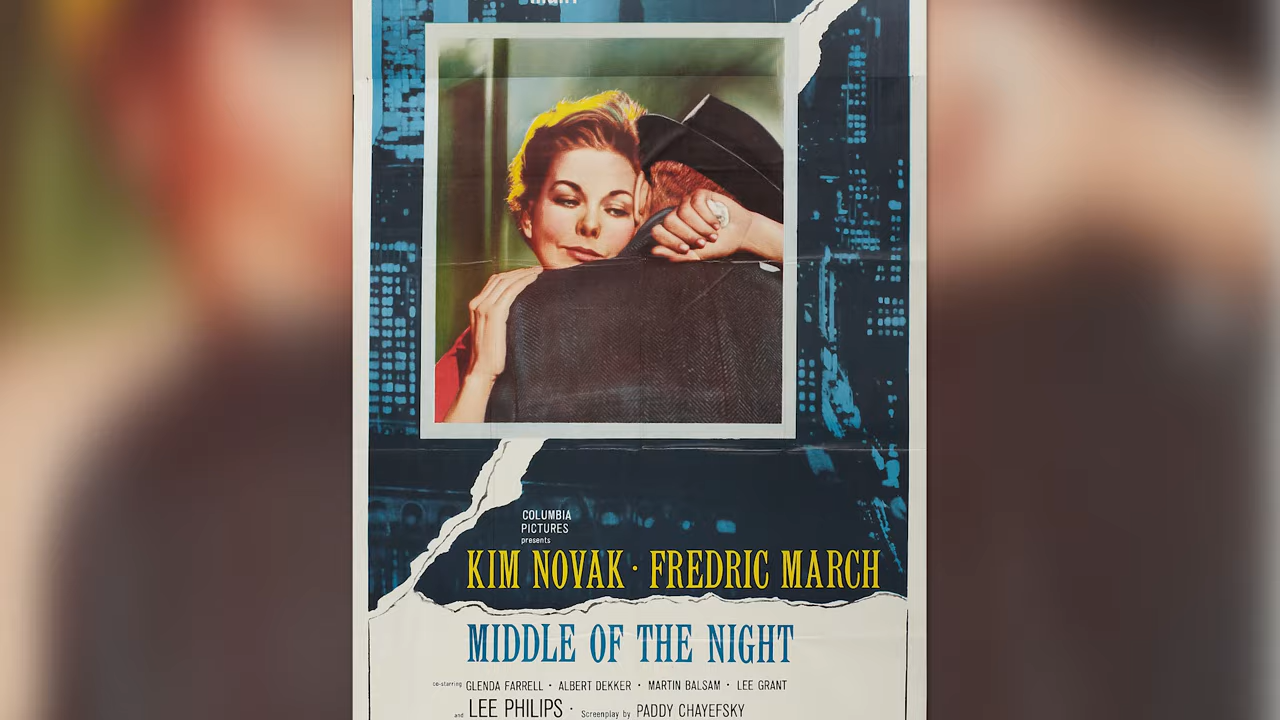 COLUMBIA
PICTURES
presents
KIM NOVAK · FREDRIC MARCH
MIDDLE OF THE NIGHT
co-starring GLENDA FARRELL · ALBERT DEKKER · MARTIN BALSAM · LEE GRANT
and LEE PHILIPS · Screenplay by PADDY CHAYEFSKY